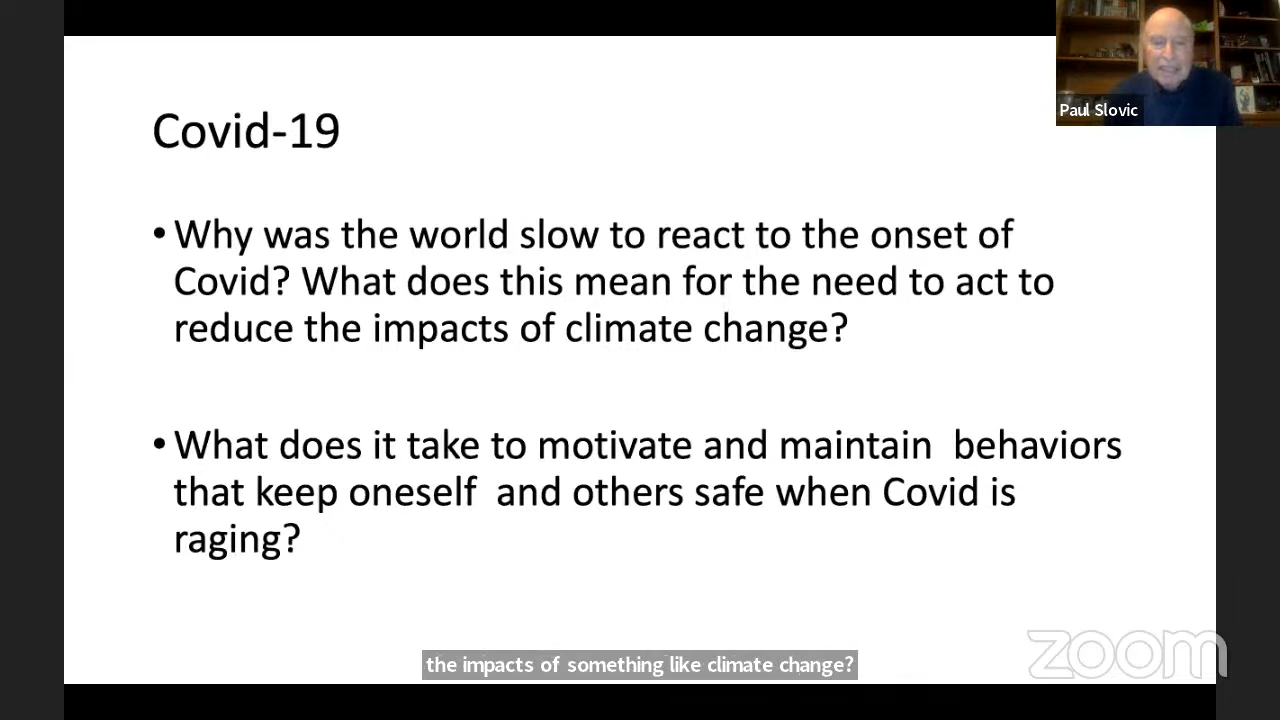 Paul Slovic
Covid-19
• Why was the world slow to react to the onset of
Covid? What does this mean for the need to act to
reduce the impacts of climate change?
• What does it take to motivate and maintain  behaviors
that keep oneself  and others safe when Covid is
raging?
the impacts of something like climate change?
zoom